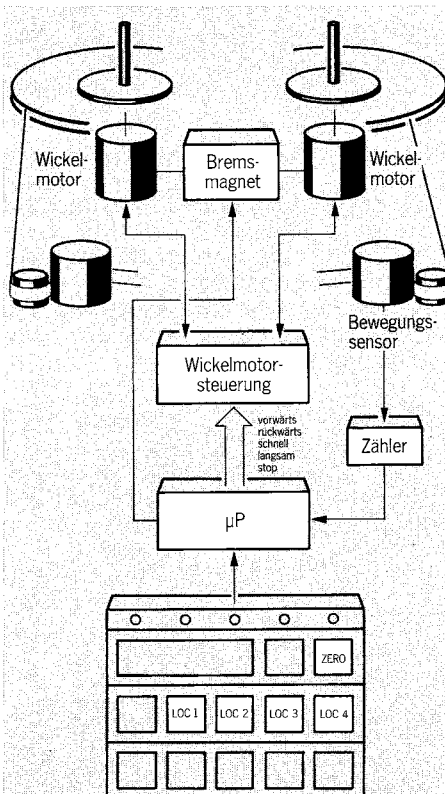 Wickel-
motor
Brems-
magnet
Wickel-
motor
Bewegungs-
sensor
Wickelmotor-
steuerung
vorwärts
rückwärts
schnell
langsam
stop
Zähler
µP
ZERO
LOC 1 LOC 2 LOC 3 LOC 4